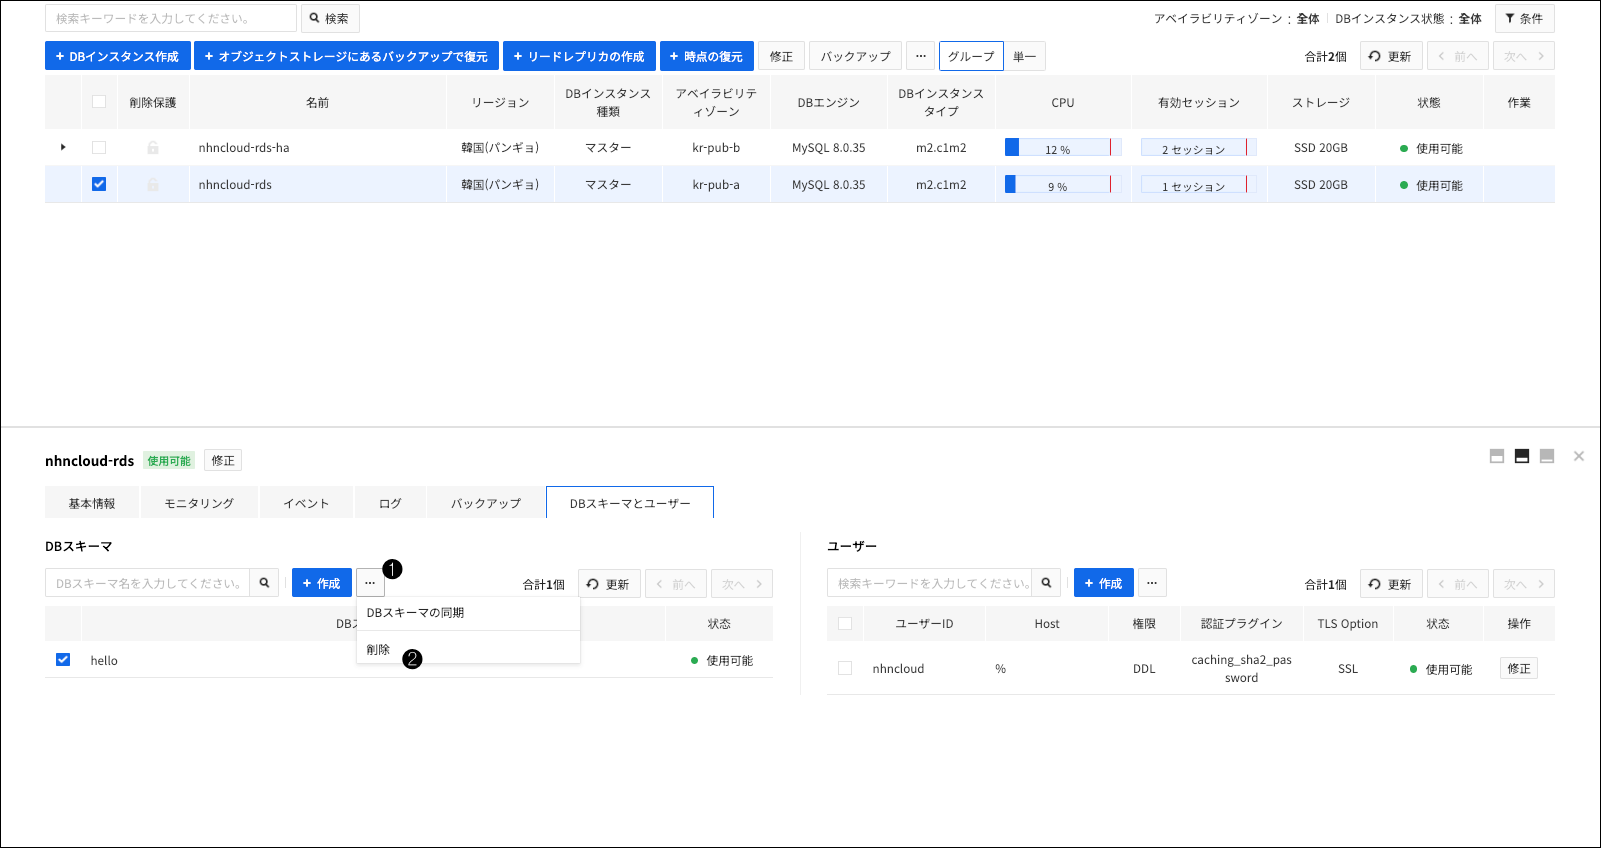 検索キーワードを入力してください。 検索 アベイラビリティゾーン : 全体 DBインスタンス状態 : 全体 条件
+ DBインスタンス作成 + オブジェクトストレージにあるバックアップで復元 + リードレプリカの作成 + 時点の復元 修正 バックアップ ... グループ 単一 合計2個 更新 < 前へ 次へ >
削除保護 名前 リージョン DBインスタンス種類 アベイラビリティゾーン DBエンジン DBインスタンスタイプ CPU 有効セッション ストレージ 状態 作業
nhncloud-rds-ha 韓国(パンギョ) マスター kr-pub-b MySQL 8.0.35 m2.c1m2 12 % 2 セッション SSD 20GB 使用可能
nhncloud-rds 韓国(パンギョ) マスター kr-pub-a MySQL 8.0.35 m2.c1m2 9 % 1 セッション SSD 20GB 使用可能
nhncloud-rds 使用可能 修正
基本情報 モニタリング イベント ログ バックアップ DBスキーマとユーザー
DBスキーマ
DBスキーマ名を入力してください。 + 作成 ... 1 合計1個 更新 < 前へ 次へ >
DBスキーマの同期
DBス 状态
削除 2
hello 使用可能
ユーザー
検索キーワードを入力してください。 + 作成 ... 合計1個 更新 < 前へ 次へ >
ユーザーID Host 権限 認証プラグイン TLS Option 状态 操作
nhncloud % DDL caching_sha2_password SSL 使用可能 修正